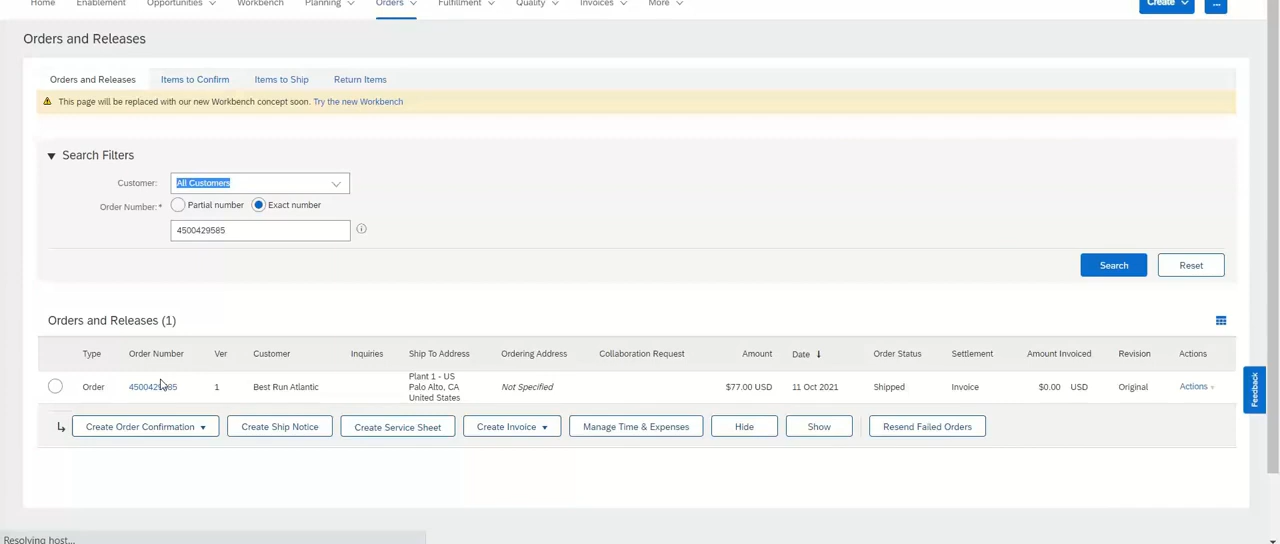 Home Enablement Opportunities Workbench Planning Orders Fulfillment Quality Invoices More Create ...
Orders and Releases
Orders and Releases Items to Confirm Items to Ship Return Items
This page will be replaced with our new Workbench concept soon. Try the new Workbench
Search Filters
Customer: All Customers
Order Number: * Partial number Exact number
4500429585
Search Reset
Orders and Releases (1)
Type Order Number Ver Customer Inquiries Ship To Address Ordering Address Collaboration Request Amount Date ↓ Order Status Settlement Amount Invoiced Revision Actions
Plant 1 - US
Order 4500429585 1 Best Run Atlantic Palo Alto, CA Not Specified $77.00 USD 11 Oct 2021 Shipped Invoice $0.00 USD Original Actions
United States
Create Order Confirmation Create Ship Notice Create Service Sheet Create Invoice Manage Time & Expenses Hide Show Resend Failed Orders
Feedback
Resolving host...